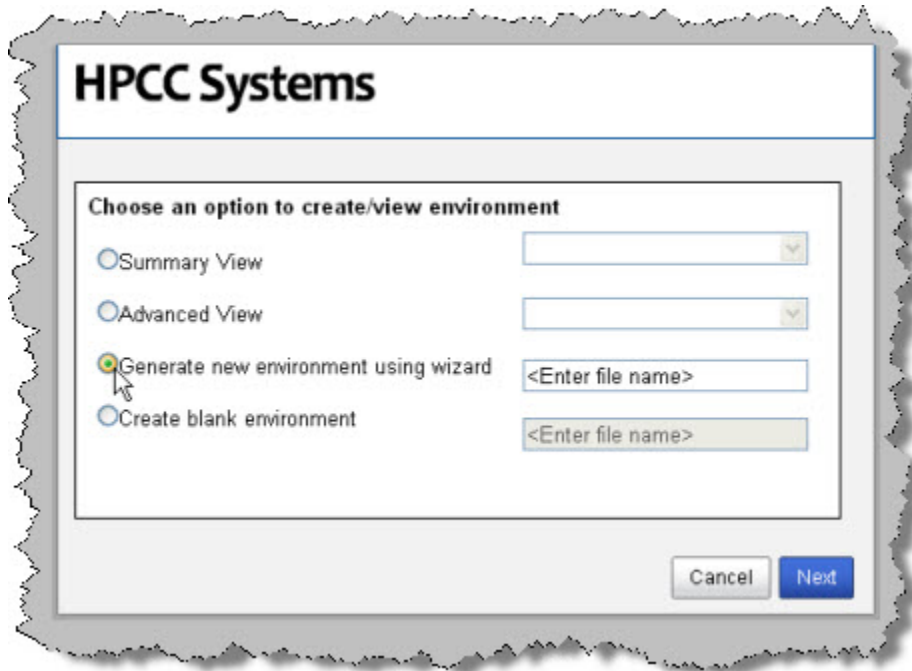 HPCC Systems
Choose an option to create/view environment
Summary View
Advanced View
Generate new environment using wizard
<Enter file name>
Create blank environment
<Enter file name>
Cancel
Next